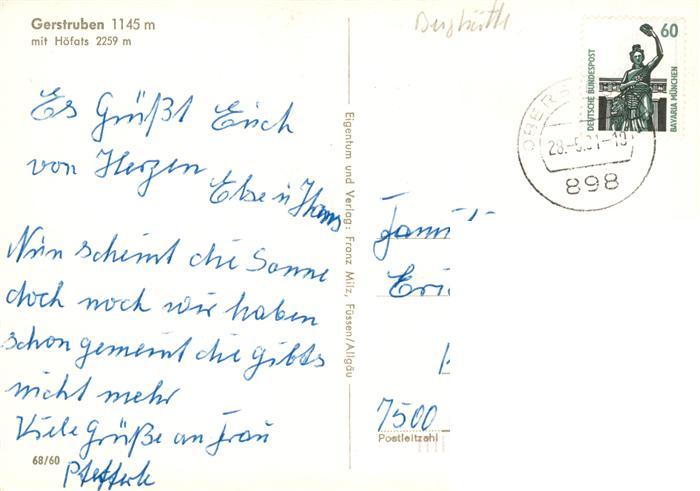 Gerstruben 1145 m
mit Höfats 2259 m
Es Grüßt Euch
von Herzen
Else u Hans
Nun scheint die Sonne
doch noch wir haben
schon gemeint die gibts
nicht mehr
Viele Grüße an Frau
68/60
Eigentum und Verlag: Franz Milz, Füssen/Allgäu
60
DEUTSCHE BUNDESPOST
BAVARIA MÜNCHEN
898
7500
Postleitzahl